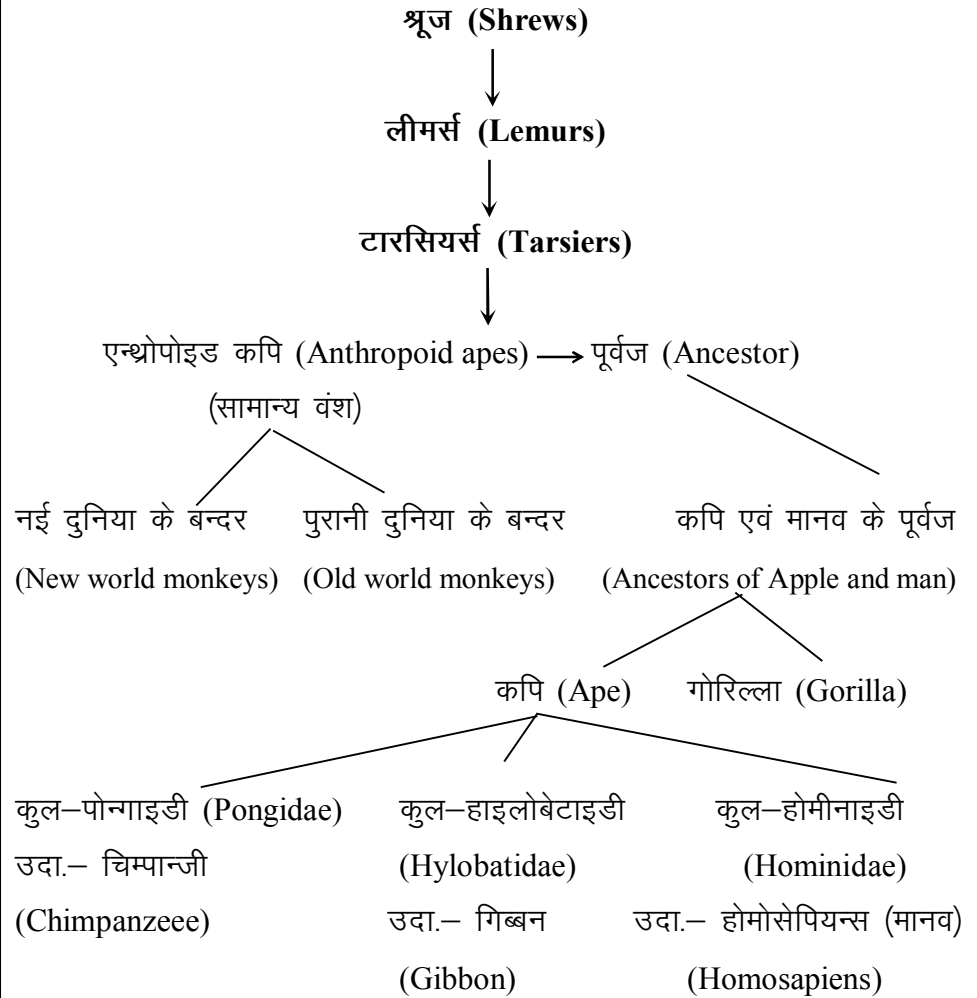 श्रूज (Shrews)
लीमर्स (Lemurs)
टारसियर्स (Tarsiers)
एन्थ्रोपोइड कपि (Anthropoid apes) → पूर्वज (Ancestor)
(सामान्य वंश)
नई दुनिया के बन्दर पुरानी दुनिया के बन्दर कपि एवं मानव के पूर्वज
(New world monkeys) (Old world monkeys) (Ancestors of Apple and man)
कपि (Ape) गोरिल्ला (Gorilla)
कुल–पोन्गाइडी (Pongidae) कुल–हाइलोबेटाइडी कुल–होमीनाइडी
उदा.– चिम्पान्जी (Hylobatidae) (Hominidae)
(Chimpanzeee) उदा.– गिब्बन उदा.– होमोसेपियन्स (मानव)
(Gibbon) (Homosapiens)